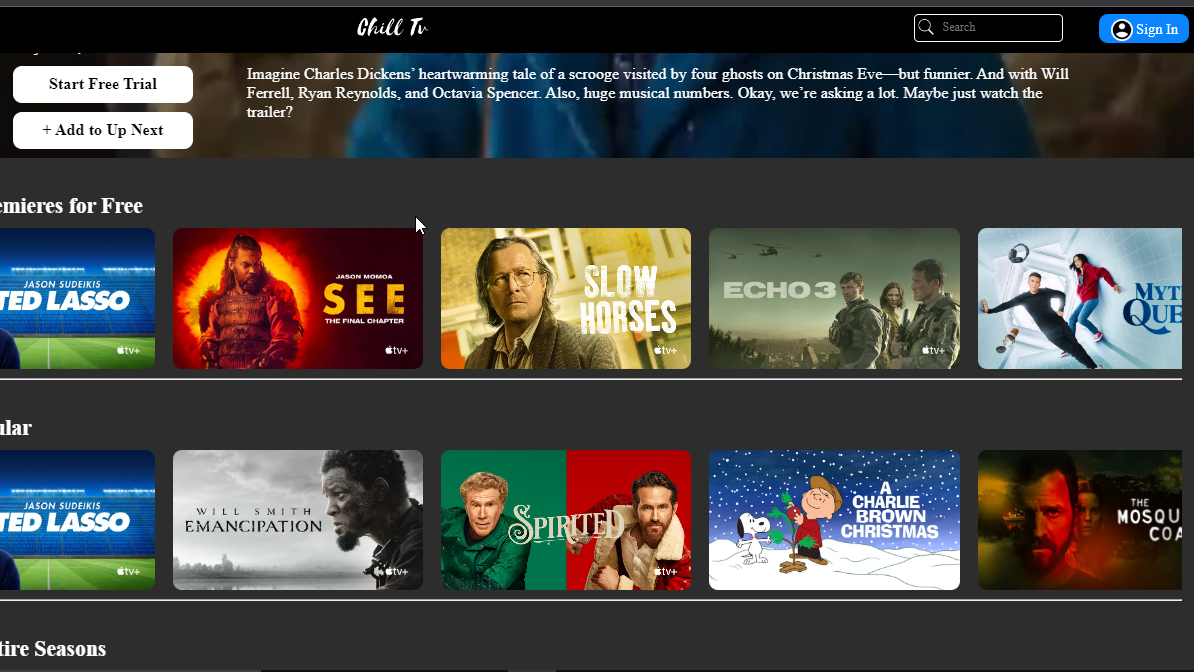 Chill Tv
Search
Sign In
Start Free Trial
+ Add to Up Next
Imagine Charles Dickens’ heartwarming tale of a scrooge visited by four ghosts on Christmas Eve—but funnier. And with Will
Ferrell, Ryan Reynolds, and Octavia Spencer. Also, huge musical numbers. Okay, we’re asking a lot. Maybe just watch the
trailer?
emieres for Free
JASON SUDEIKIS
TED LASSO
tv+
JASON MOMOA
SEE
THE FINAL CHAPTER
tv+
SLOW
HORSES
tv+
ECHO 3
tv+
MYT
QUE
ular
JASON SUDEIKIS
TED LASSO
tv+
WILL SMITH
EMANCIPATION
tv+
SPIRITED
tv+
A
CHARLIE
BROWN
CHRISTMAS
THE
MOSQU
COA
tire Seasons